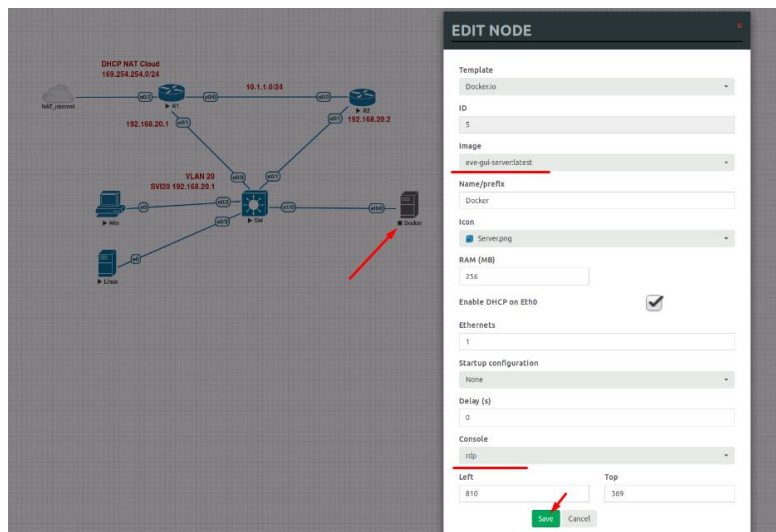 DHCP NAT Cloud
169.254.254.0/24
NAT_internet
e0/2
R1
e0/0
10.1.1.0/24
e0/0
R2
192.168.20.1
e0/1
e0/1
192.168.20.2
VLAN 20
SVI20 192.168.20.1
e0/0
e0/1
Win
e0
e0/2
SW
e1/0
eth0
Docker
e0/3
e0
Linux
EDIT NODE
Template
Docker.io
ID
5
Image
eve-gui-server:latest
Name/prefix
Docker
Icon
Server.png
RAM (MB)
256
Enable DHCP on Eth0
Ethernets
1
Startup configuration
None
Delay (s)
0
Console
rdp
Left
Top
810
369
Save
Cancel